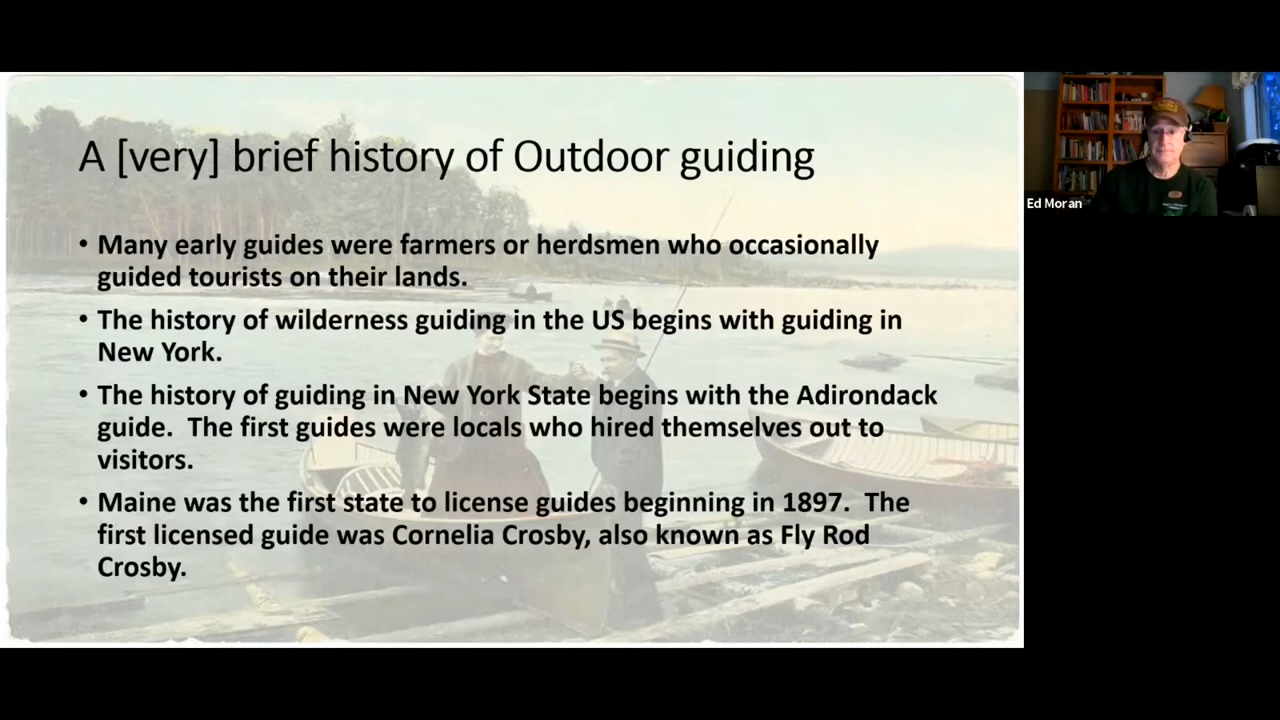 A [very] brief history of Outdoor guiding
• Many early guides were farmers or herdsmen who occasionally
guided tourists on their lands.
• The history of wilderness guiding in the US begins with guiding in
New York.
• The history of guiding in New York State begins with the Adirondack
guide.  The first guides were locals who hired themselves out to
visitors.
• Maine was the first state to license guides beginning in 1897.  The
first licensed guide was Cornelia Crosby, also known as Fly Rod
Crosby.
Ed Moran